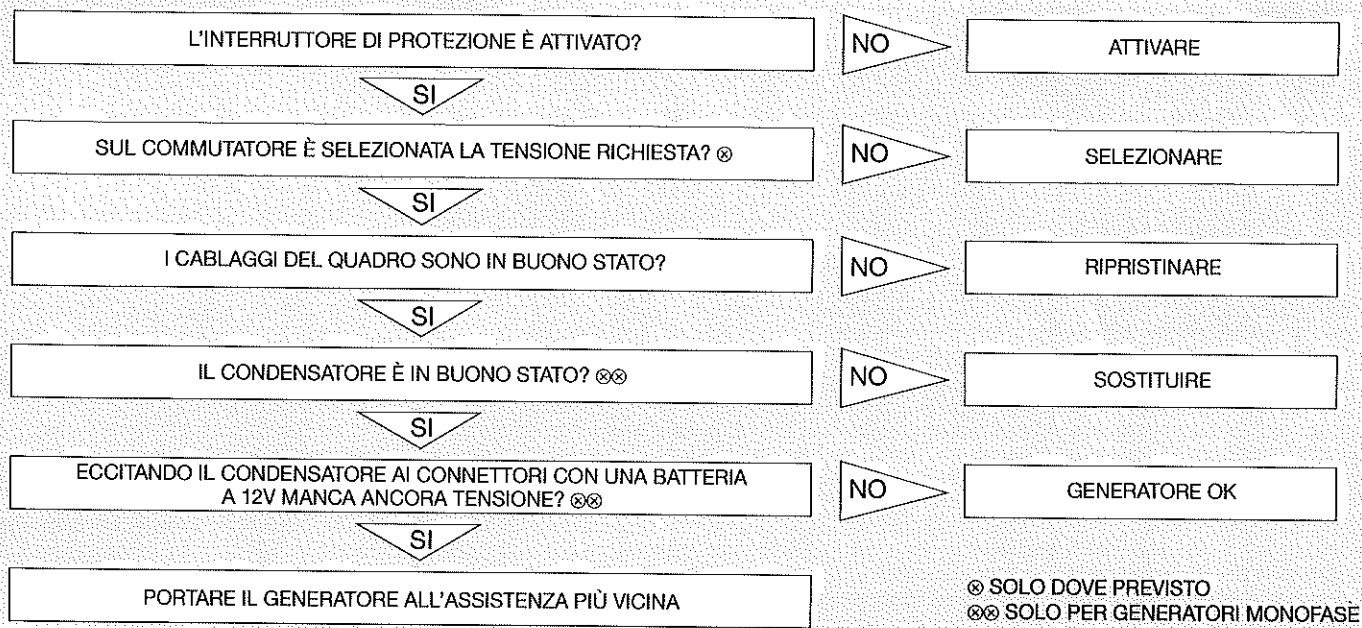 L'INTERRUTTORE DI PROTEZIONE È ATTIVATO?
NO
ATTIVARE
SI
SUL COMMUTATORE È SELEZIONATA LA TENSIONE RICHIESTA? ⊗
NO
SELEZIONARE
SI
I CABLAGGI DEL QUADRO SONO IN BUONO STATO?
NO
RIPRISTINARE
SI
IL CONDENSATORE È IN BUONO STATO? ⊗⊗
NO
SOSTITUIRE
SI
ECCITANDO IL CONDENSATORE AI CONNETTORI CON UNA BATTERIA
A 12V MANCA ANCORA TENSIONE? ⊗⊗
NO
GENERATORE OK
SI
PORTARE IL GENERATORE ALL'ASSISTENZA PIÙ VICINA
⊗ SOLO DOVE PREVISTO
⊗⊗ SOLO PER GENERATORI MONOFASE